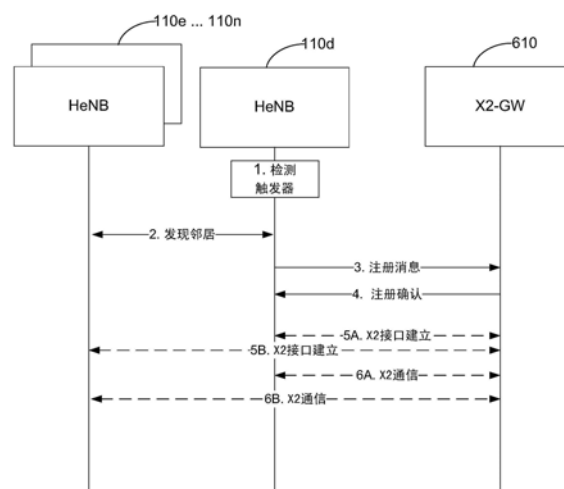 110e ... 110n
110d
610
HeNB
HeNB
X2-GW
1. 检测
触发器
2. 发现邻居
3. 注册消息
4. 注册确认
5A. X2接口建立
5B. X2接口建立
6A. X2通信
6B. X2通信